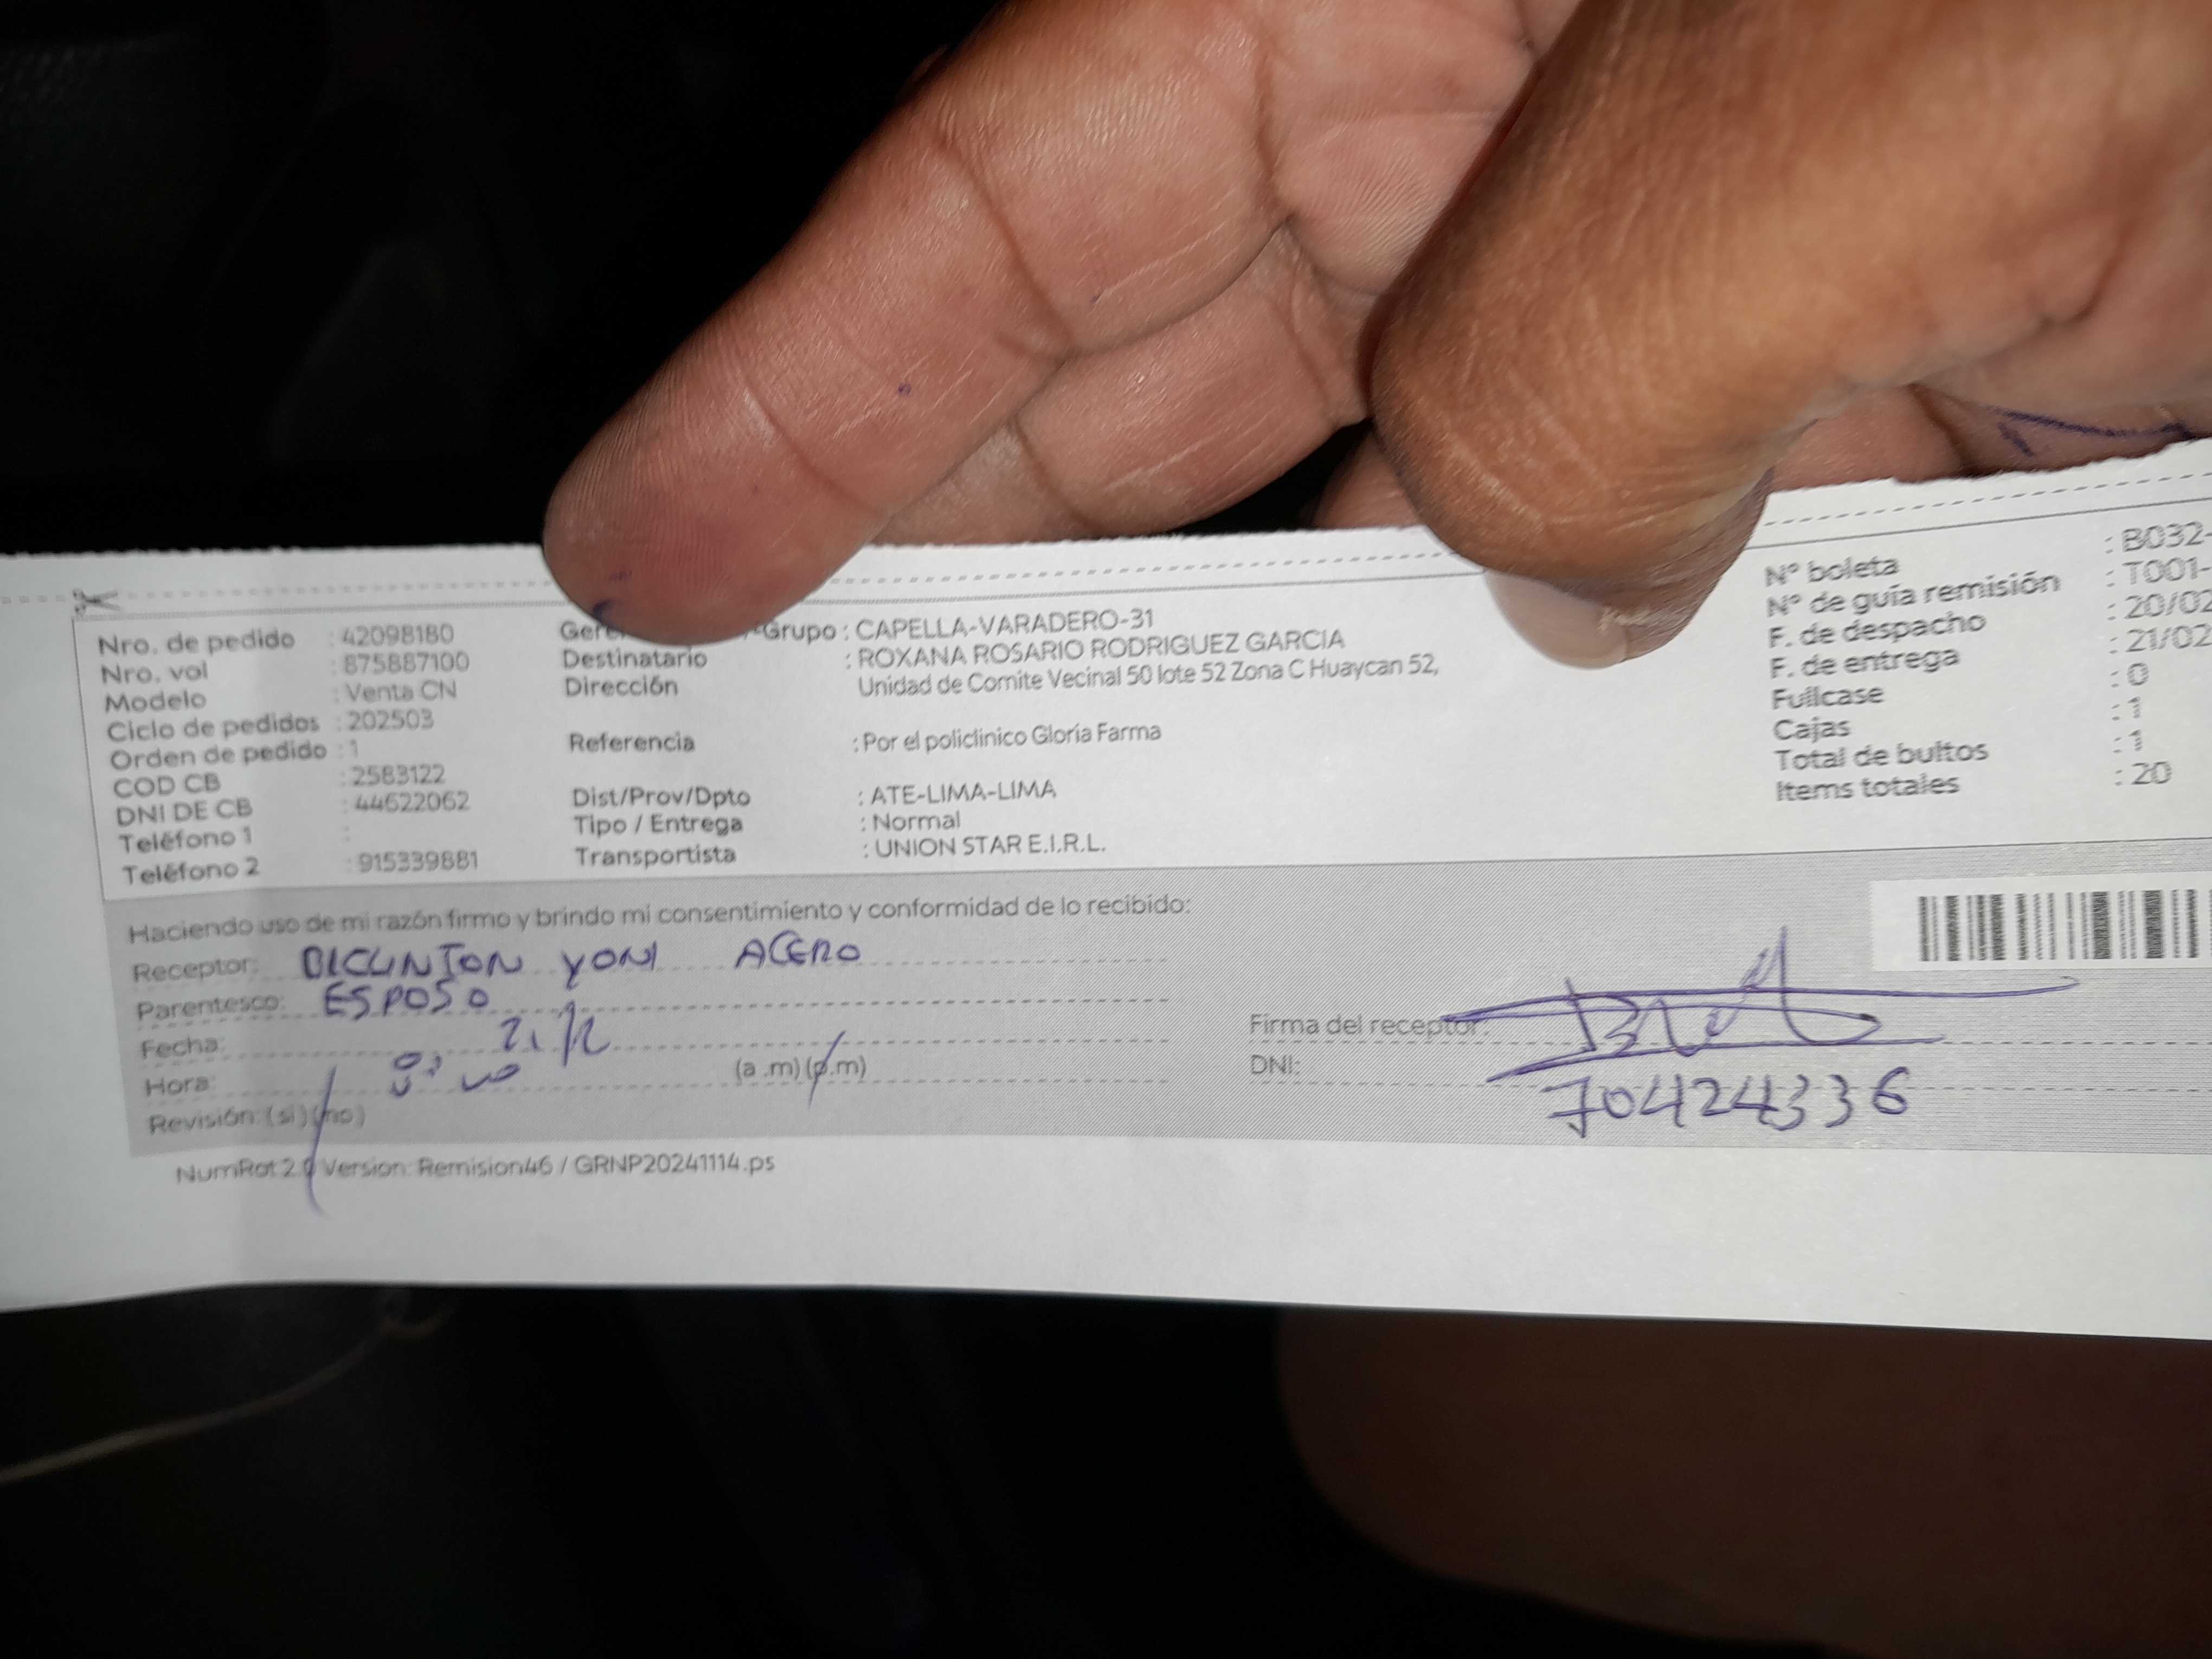 Nro. de pedido : 42098180
Nro. vol : 875887100
Modelo : Venta CN
Ciclo de pedidos : 202503
Orden de pedido : 1
COD CB : 2583122
DNI DE CB : 44622062
Teléfono 1 :
Teléfono 2 : 915339881
Grupo : CAPELLA-VARADERO-31
Destinatario : ROXANA ROSARIO RODRIGUEZ GARCIA
Dirección Unidad de Comite Vecinal 50 lote 52 Zona C Huaycan 52,
Referencia : Por el policlinico Gloria Farma
Dist/Prov/Dpto : ATE-LIMA-LIMA
Tipo / Entrega : Normal
Transportista : UNION STAR E.I.R.L.
N° boleta : B032-
N° de guía remisión : T001-
F. de despacho : 20/02
F. de entrega : 21/02
Fullcase : 0
Cajas : 1
Total de bultos : 1
Items totales : 20
Haciendo uso de mi razón firmo y brindo mi consentimiento y conformidad de lo recibido:
Receptor: YONI ACERO
Parentesco: ESPOSO
Fecha: 21/2
Hora: (a .m) (p.m)
Revisión: (si) (no)
Firma del receptor:
DNI: 70424336
NumRot 2.0 Version: Remision46 / GRNP20241114.ps